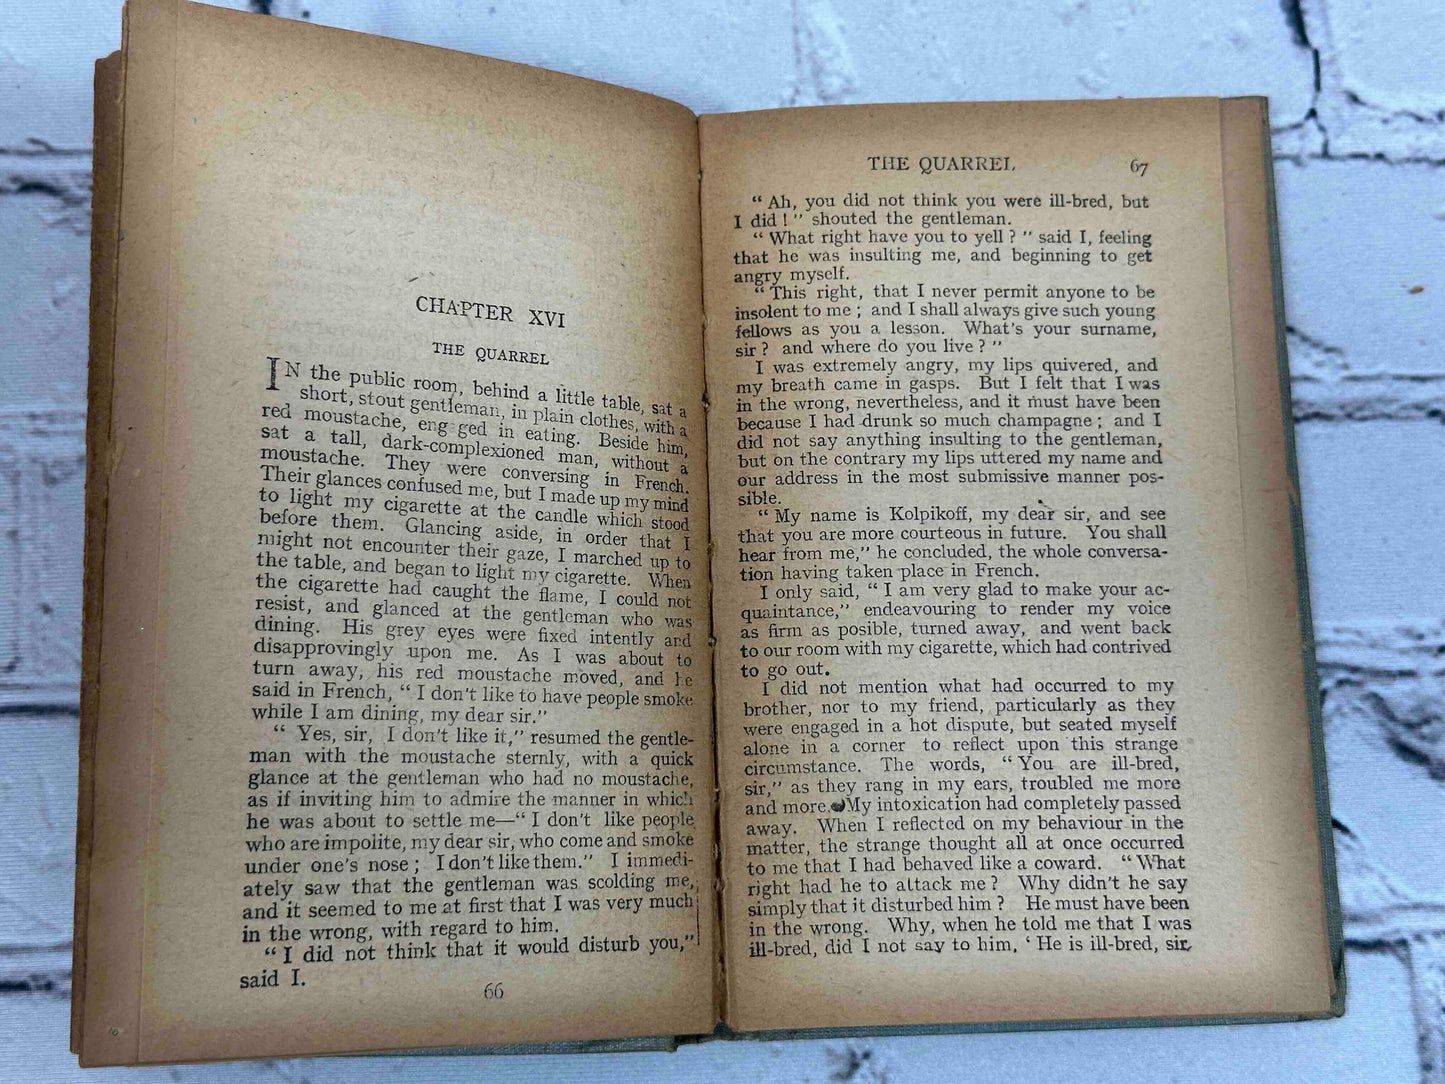 CHAPTER XVI
THE QUARREL
IN the public room, behind a little table, sat a
short, stout gentleman, in plain clothes, with a
red moustache, eng ged in eating. Beside him,
sat a tall, dark-complexioned man, without a
moustache. They were conversing in French.
Their glances confused me, but I made up my mind
to light my cigarette at the candle which stood
before them. Glancing aside, in order that I
might not encounter their gaze, I marched up to
the table, and began to light my cigarette. When
the cigarette had caught the flame, I could not
resist, and glanced at the gentleman who was
dining. His grey eyes were fixed intently and
disapprovingly upon me. As I was about to
turn away, his red moustache moved, and he
said in French, “ I don't like to have people smoke
while I am dining, my dear sir.”
“ Yes, sir, I don't like it,” resumed the gentle-
man with the moustache sternly, with a quick
glance at the gentleman who had no moustache,
as if inviting him to admire the manner in which
he was about to settle me—“ I don't like people
who are impolite, my dear sir, who come and smoke
under one's nose ; I don't like them.” I immedi-
ately saw that the gentleman was scolding me,
and it seemed to me at first that I was very much
in the wrong, with regard to him.
“ I did not think that it would disturb you,”
said I.
66
THE QUARREL 67
“ Ah, you did not think you were ill-bred, but
I did ! ” shouted the gentleman.
“ What right have you to yell ? ” said I, feeling
that he was insulting me, and beginning to get
angry myself.
“ This right, that I never permit anyone to be
insolent to me ; and I shall always give such young
fellows as you a lesson. What's your surname,
sir ? and where do you live ? ”
I was extremely angry, my lips quivered, and
my breath came in gasps. But I felt that I was
in the wrong, nevertheless, and it must have been
because I had drunk so much champagne ; and I
did not say anything insulting to the gentleman,
but on the contrary my lips uttered my name and
our address in the most submissive manner pos-
sible.
“ My name is Kolpikoff, my dear sir, and see
that you are more courteous in future. You shall
hear from me,” he concluded, the whole conversa-
tion having taken place in French.
I only said, “ I am very glad to make your ac-
quaintance,” endeavouring to render my voice
as firm as posible, turned away, and went back
to our room with my cigarette, which had contrived
to go out.
I did not mention what had occurred to my
brother, nor to my friend, particularly as they
were engaged in a hot dispute, but seated myself
alone in a corner to reflect upon this strange
circumstance. The words, “ You are ill-bred,
sir,” as they rang in my ears, troubled me more
and more. My intoxication had completely passed
away. When I reflected on my behaviour in the
matter, the strange thought all at once occurred
to me that I had behaved like a coward. “ What
right had he to attack me ? Why didn't he say
simply that it disturbed him ? He must have been
in the wrong. Why, when he told me that I was
ill-bred, did I not say to him, ‘ He is ill-bred, sir,